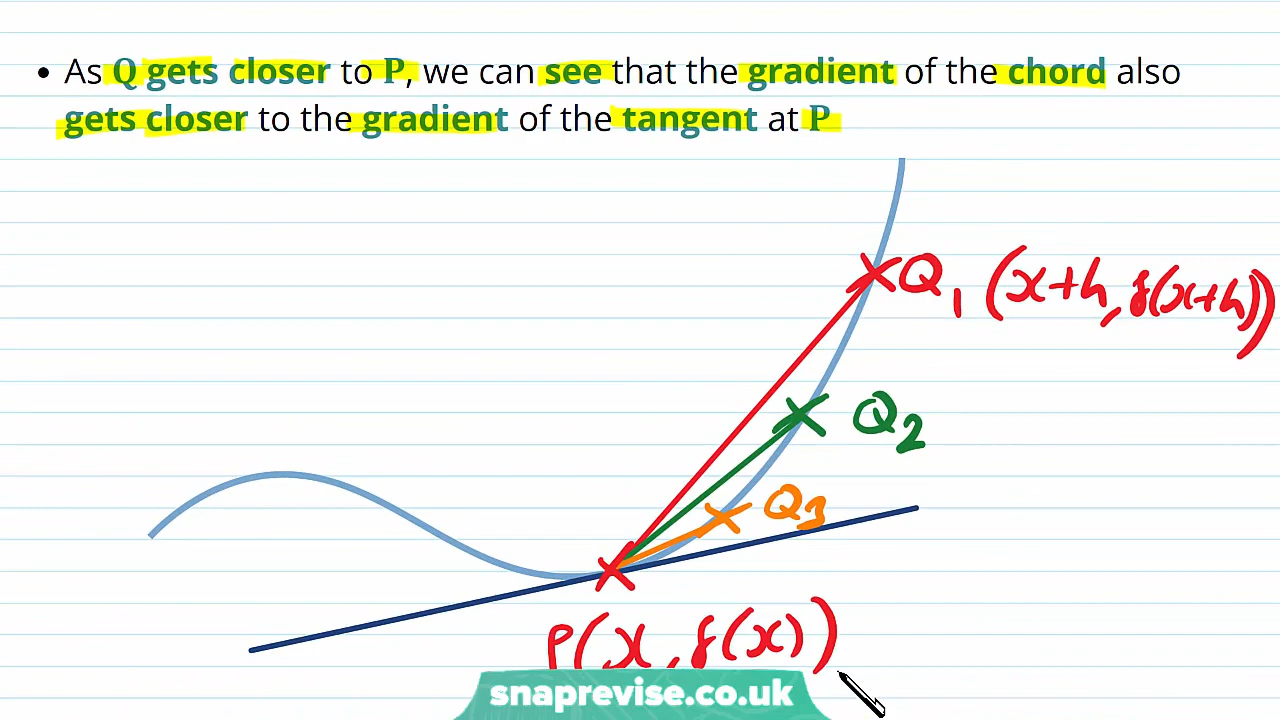 • As Q gets closer to P, we can see that the gradient of the chord also
gets closer to the gradient of the tangent at P
Q₁ (x+h, f(x+h))
Q₂
Q₃
P(x, f(x))
snaprevise.co.uk